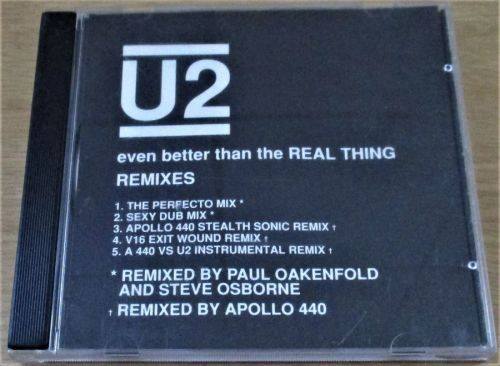 U2
even better than the REAL THING
REMIXES
1. THE PERFECTO MIX *
2. SEXY DUB MIX *
3. APOLLO 440 STEALTH SONIC REMIX †
4. V16 EXIT WOUND REMIX †
5. A 440 VS U2 INSTRUMENTAL REMIX †
* REMIXED BY PAUL OAKENFOLD
AND STEVE OSBORNE
† REMIXED BY APOLLO 440